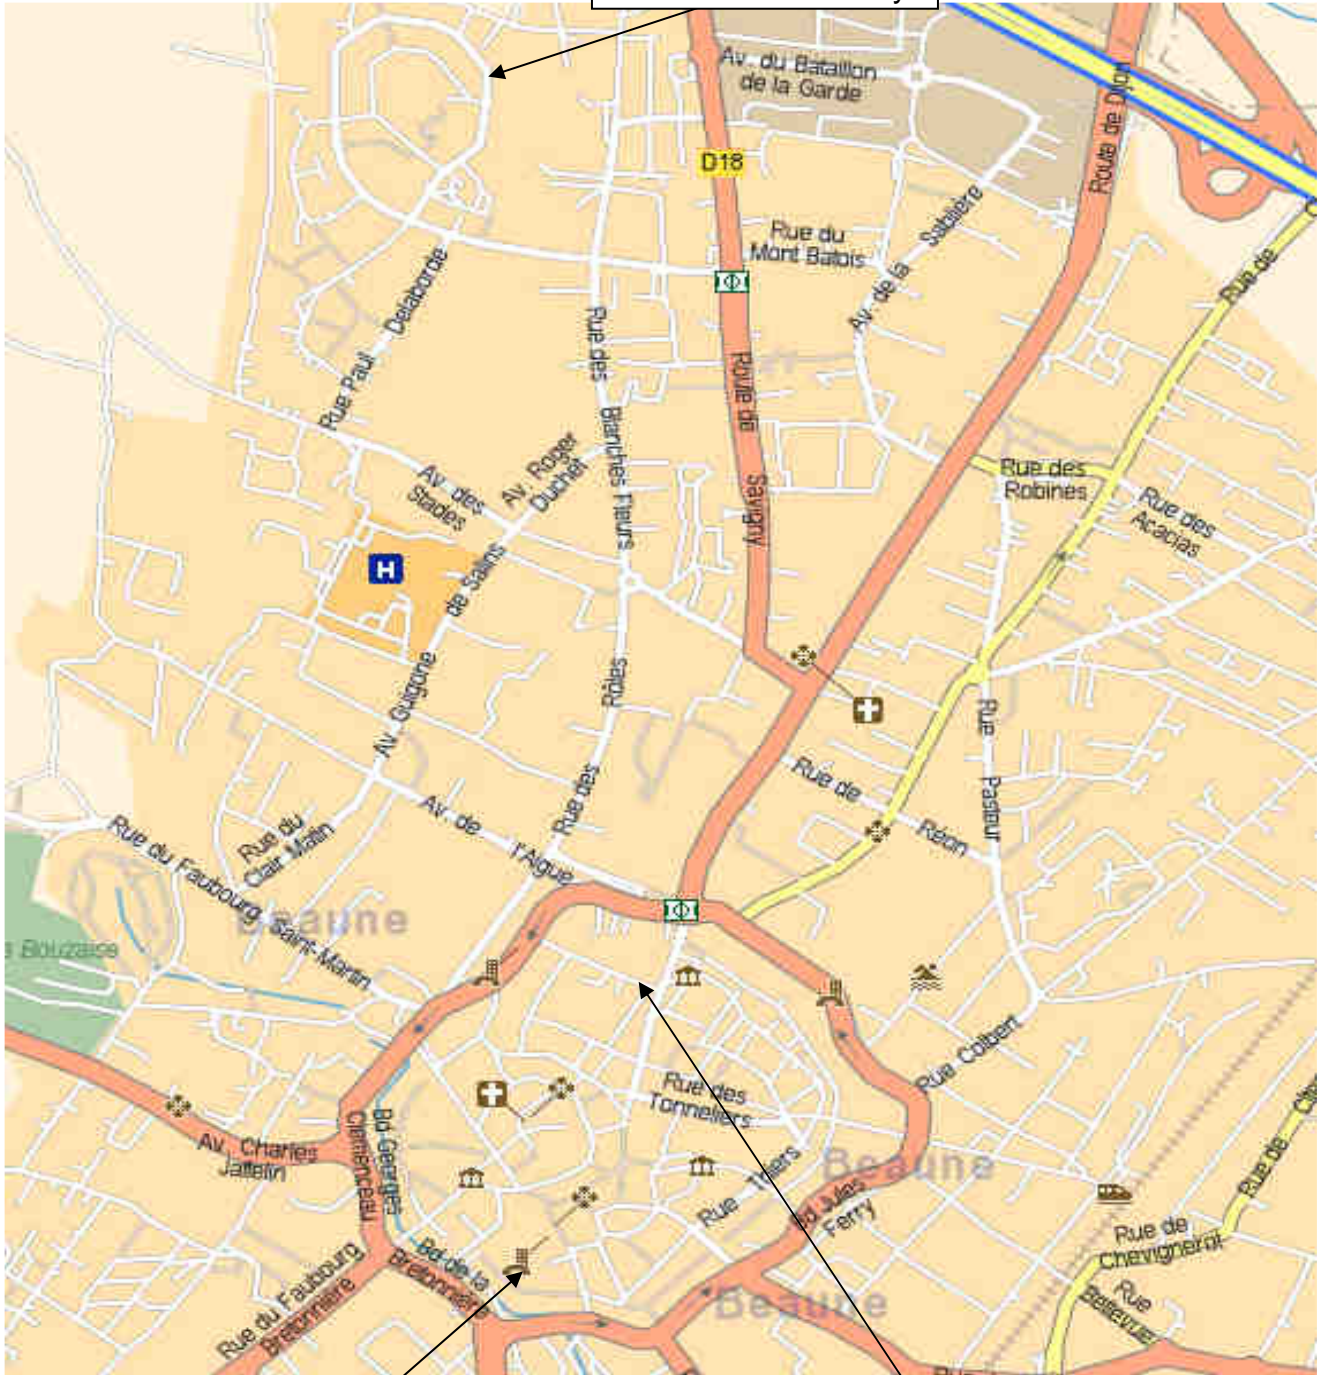 Av. du Bataillon
de la Garde
Route de Dijon
D18
Rue du
Mont Batois
Av. de la Sablière
Rue de
Rue Paul Delaborde
Rue des Blanches Fleurs
Route de Savigny
Av. Roger
Duchet
Av. des
Stades
Rue des
Robines
Rue des
Acacias
H
Av Guigone de Salins
Rue des Rôles
Rue Pasteur
Rue de Réon
Rue du
Clair Matin
Av. de l'Aigue
Rue du Faubourg Saint-Martin
Beaune
s Bouzaise
Rue Colbert
Rue des
Tonneliers
Av. Charles
Jaffelin
Bd Georges
Clemenceau
Rue Thiers
Beaune
Bd Jules
Ferry
Rue de
Rue de
Chevignerot
Rue
Bellevue
Bd de la
Bretonnière
Rue du Faubourg
Bretonnière
Beaune